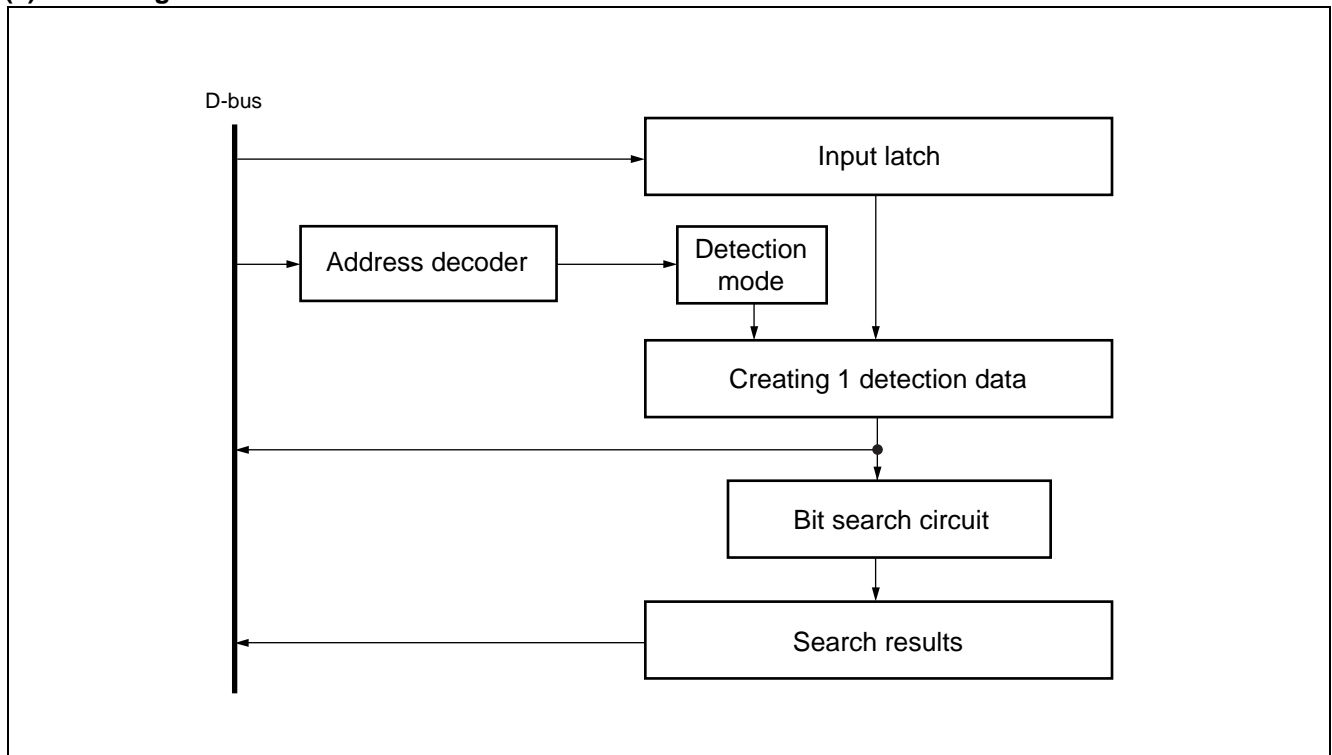 D-bus
Input latch
Address decoder
Detection
mode
Creating 1 detection data
Bit search circuit
Search results